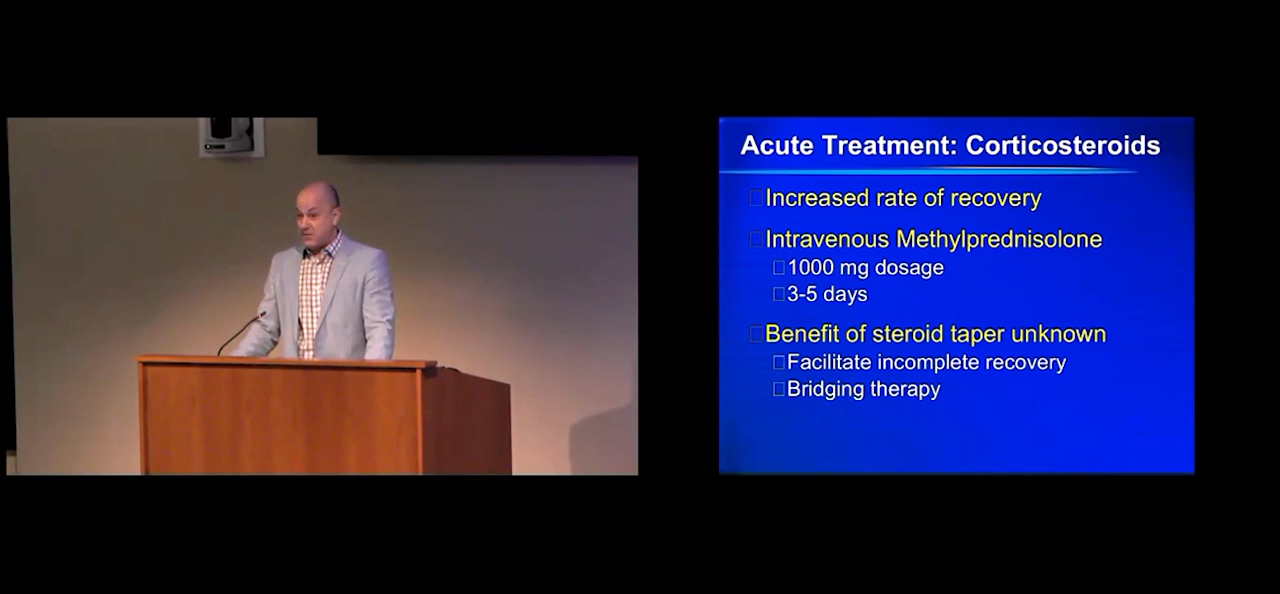 Acute Treatment: Corticosteroids
Increased rate of recovery
Intravenous Methylprednisolone
1000 mg dosage
3-5 days
Benefit of steroid taper unknown
Facilitate incomplete recovery
Bridging therapy